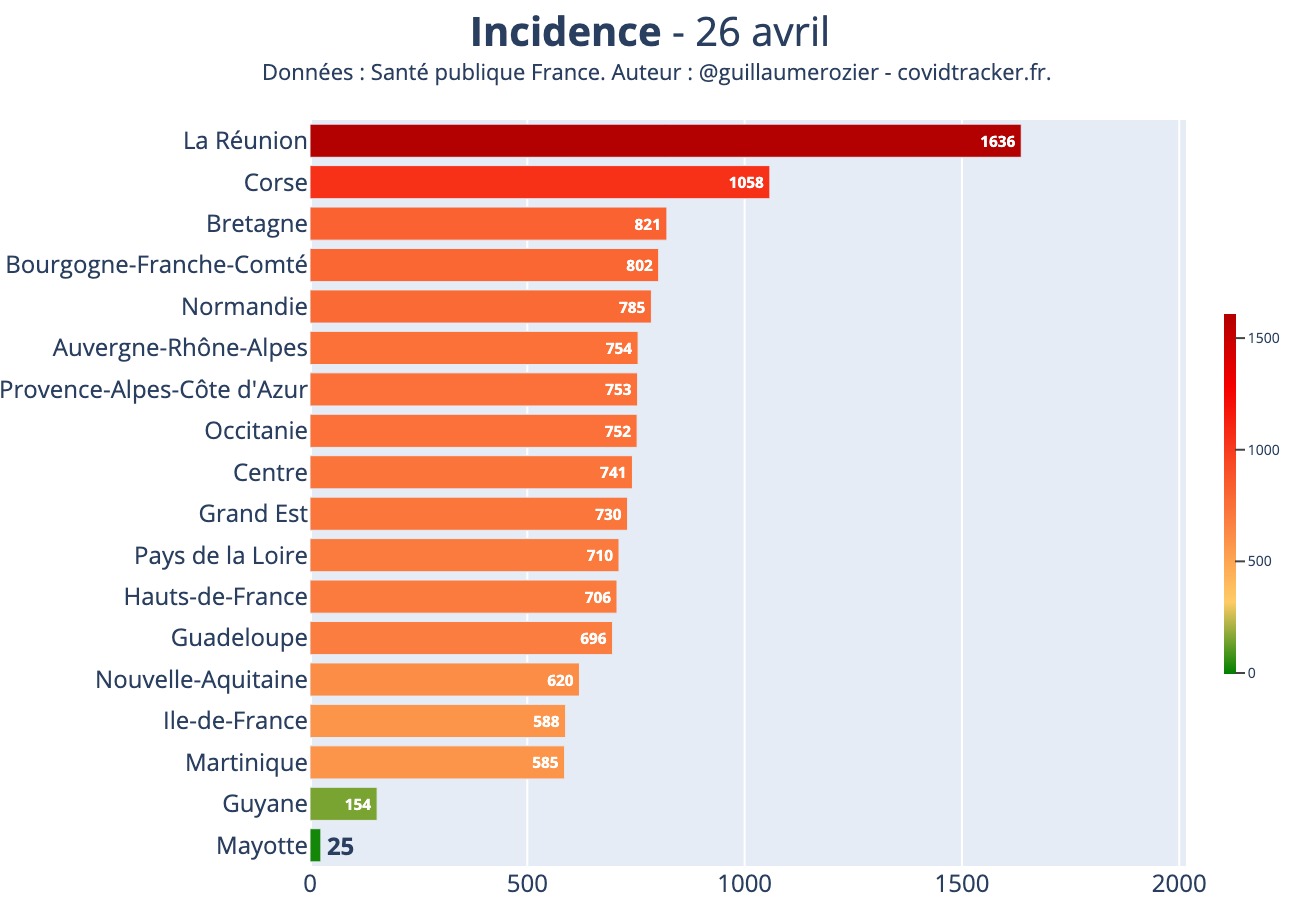 Incidence - 26 avril
Données : Santé publique France. Auteur : @guillaumerozier - covidtracker.fr.
La Réunion 1636
Corse 1058
Bretagne 821
Bourgogne-Franche-Comté 802
Normandie 785
Auvergne-Rhône-Alpes 754
Provence-Alpes-Côte d'Azur 753
Occitanie 752
Centre 741
Grand Est 730
Pays de la Loire 710
Hauts-de-France 706
Guadeloupe 696
Nouvelle-Aquitaine 620
Ile-de-France 588
Martinique 585
Guyane 154
Mayotte 25
0 500 1000 1500 2000
1500
1000
500
0